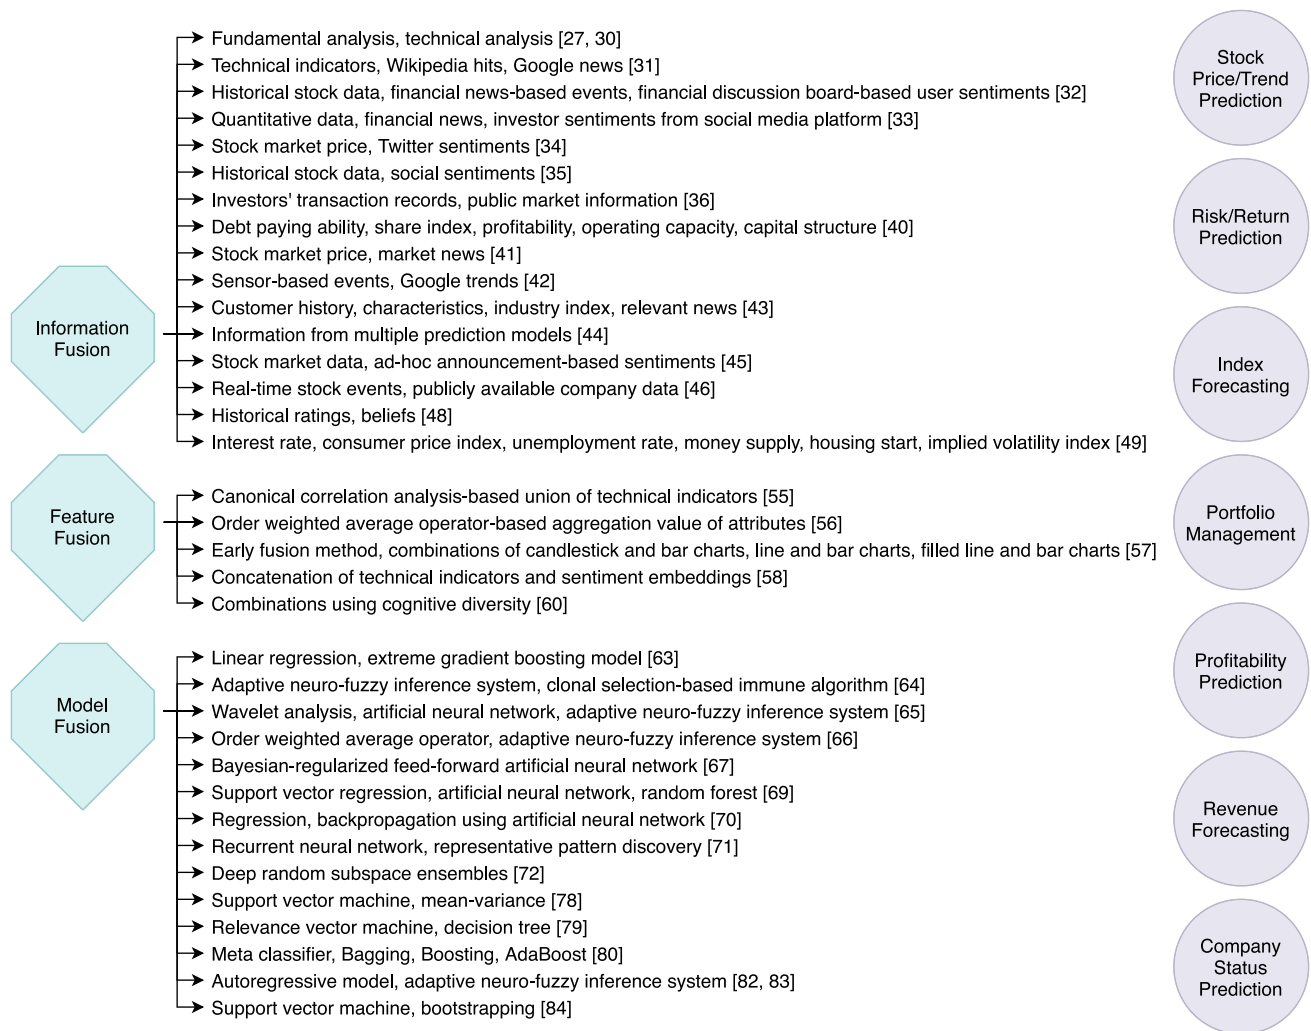 Information
Fusion
Fundamental analysis, technical analysis [27, 30]
Technical indicators, Wikipedia hits, Google news [31]
Historical stock data, financial news-based events, financial discussion board-based user sentiments [32]
Quantitative data, financial news, investor sentiments from social media platform [33]
Stock market price, Twitter sentiments [34]
Historical stock data, social sentiments [35]
Investors' transaction records, public market information [36]
Debt paying ability, share index, profitability, operating capacity, capital structure [40]
Stock market price, market news [41]
Sensor-based events, Google trends [42]
Customer history, characteristics, industry index, relevant news [43]
Information from multiple prediction models [44]
Stock market data, ad-hoc announcement-based sentiments [45]
Real-time stock events, publicly available company data [46]
Historical ratings, beliefs [48]
Interest rate, consumer price index, unemployment rate, money supply, housing start, implied volatility index [49]
Feature
Fusion
Canonical correlation analysis-based union of technical indicators [55]
Order weighted average operator-based aggregation value of attributes [56]
Early fusion method, combinations of candlestick and bar charts, line and bar charts, filled line and bar charts [57]
Concatenation of technical indicators and sentiment embeddings [58]
Combinations using cognitive diversity [60]
Model
Fusion
Linear regression, extreme gradient boosting model [63]
Adaptive neuro-fuzzy inference system, clonal selection-based immune algorithm [64]
Wavelet analysis, artificial neural network, adaptive neuro-fuzzy inference system [65]
Order weighted average operator, adaptive neuro-fuzzy inference system [66]
Bayesian-regularized feed-forward artificial neural network [67]
Support vector regression, artificial neural network, random forest [69]
Regression, backpropagation using artificial neural network [70]
Recurrent neural network, representative pattern discovery [71]
Deep random subspace ensembles [72]
Support vector machine, mean-variance [78]
Relevance vector machine, decision tree [79]
Meta classifier, Bagging, Boosting, AdaBoost [80]
Autoregressive model, adaptive neuro-fuzzy inference system [82, 83]
Support vector machine, bootstrapping [84]
Stock
Price/Trend
Prediction
Risk/Return
Prediction
Index
Forecasting
Portfolio
Management
Profitability
Prediction
Revenue
Forecasting
Company
Status
Prediction